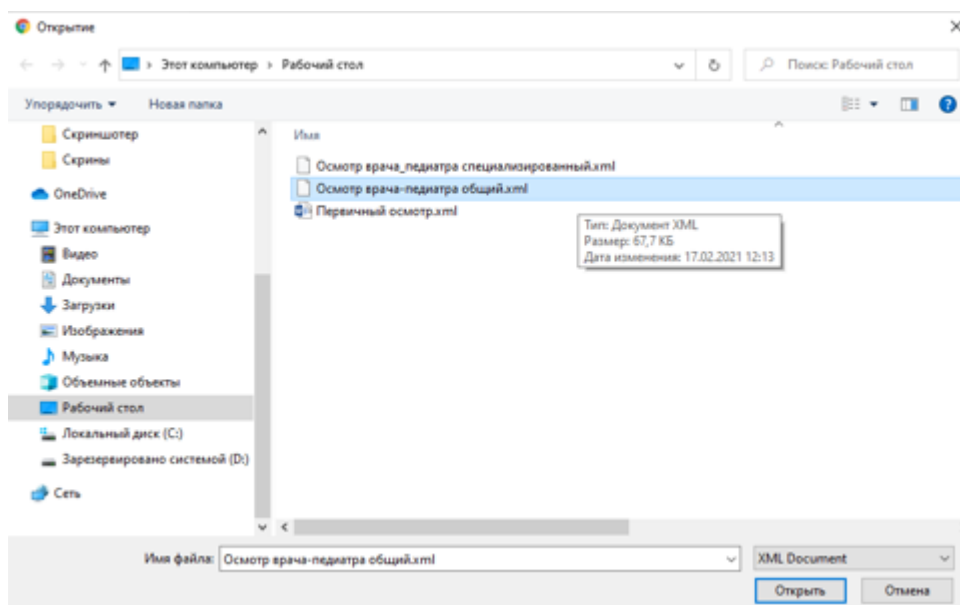 Открытие
Этот компьютер > Рабочий стол
Поиск: Рабочий стол
Упорядочить
Новая папка
Скриншотер
Скрины
OneDrive
Этот компьютер
Видео
Документы
Загрузки
Изображения
Музыка
Объемные объекты
Рабочий стол
Локальный диск (C:)
Зарезервировано системой (D:)
Сеть
Имя
Осмотр врача_педиатра специализированный.xml
Осмотр врача-педиатра общий.xml
Первичный осмотр.xml
Тип: Документ XML
Размер: 67,7 КБ
Дата изменения: 17.02.2021 12:13
Имя файла: Осмотр врача-педиатра общий.xml
XML Document
Открыть
Отмена